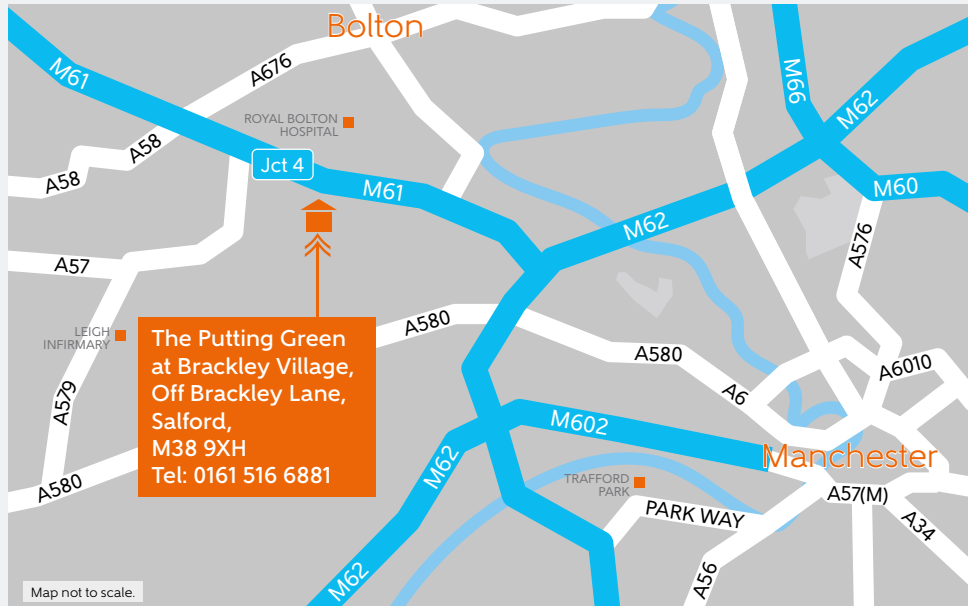 Bolton
M61
A676
M66
M62
ROYAL BOLTON
HOSPITAL
A58
A58
Jct 4
M61
M60
M62
A576
A57
LEIGH
INFIRMARY
The Putting Green
at Brackley Village,
Off Brackley Lane,
Salford,
M38 9XH
Tel: 0161 516 6881
A580
A580
A6010
A6
A579
M602
Manchester
M62
TRAFFORD
PARK
A580
A57(M)
PARK WAY
A34
M62
A56
Map not to scale.